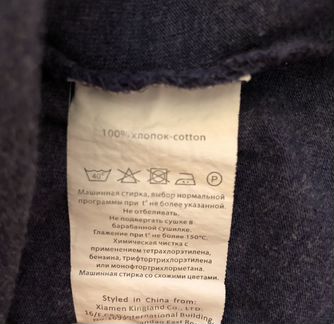 100% хлопок-cotton
40°
P
Машинная стирка, выбор нормальной
программы при t° не более указанной.
Не отбеливать.
Не подвергать сушке в
барабанной сушилке.
Глажение при t° не более 150°С.
Химическая чистка с
применением тетрахлорэтилена,
бензина, трифтортрихлорэтилена
или монофтортрихлорметана.
Машинная стирка со схожими цветами.
Styled in China from:
Xiamen Kingland Co., LTD.
International Building,
East Road